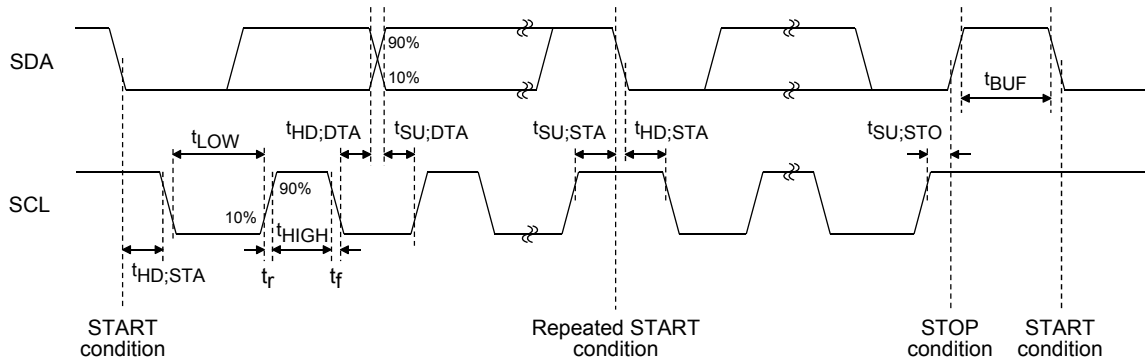 SDA
90%
10%
tBUF
tLOW
tHD;DTA
tSU;DTA
tSU;STA
tHD;STA
tSU;STO
SCL
90%
10%
tHIGH
tHD;STA
tr
tf
START
condition
Repeated START
condition
STOP
condition
START
condition